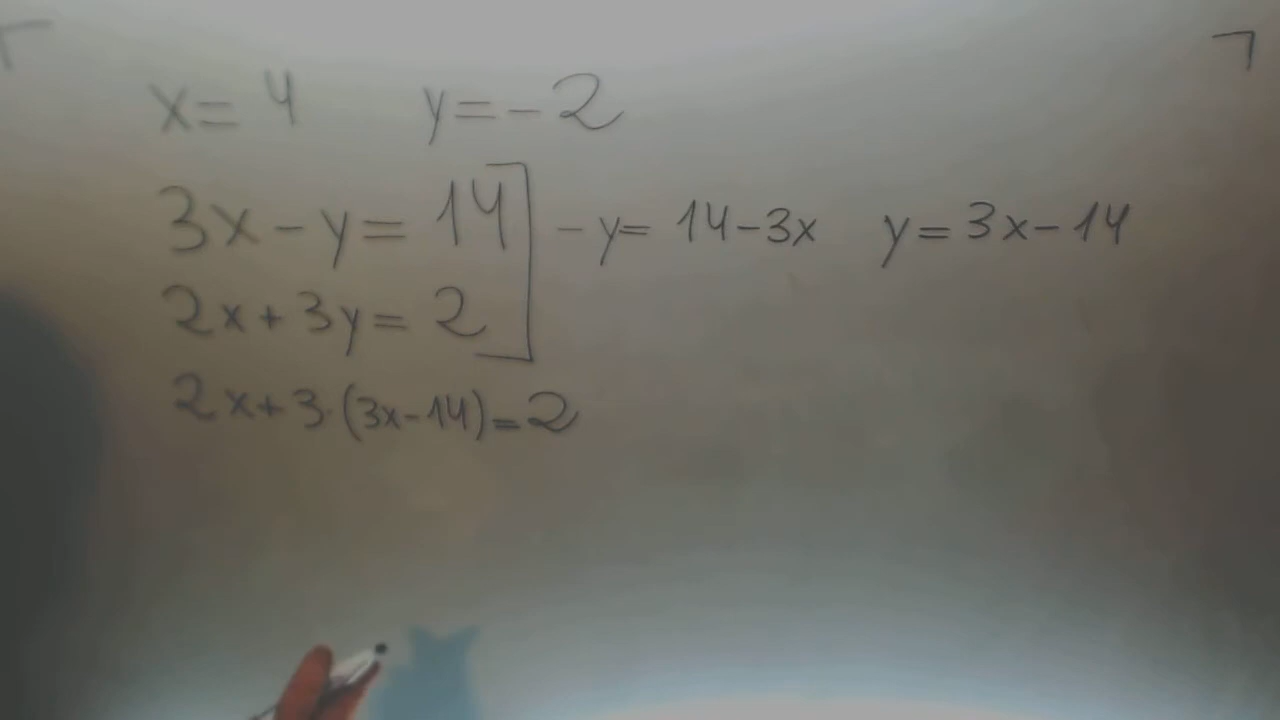 x = 4 y = -2
3x - y = 14 ] - y = 14 - 3x y = 3x - 14
2x + 3y = 2
2x + 3·(3x - 14) = 2